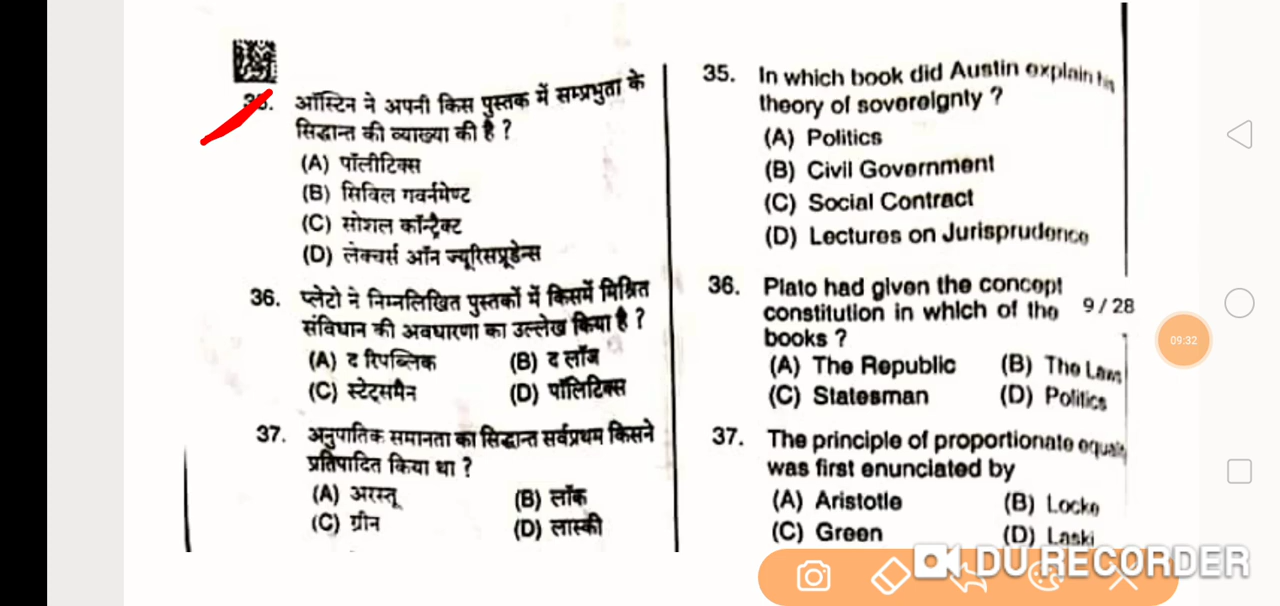 35. ऑस्टिन ने अपनी किस पुस्तक में सम्प्रभुता के
सिद्धान्त की व्याख्या की है ?
(A) पॉलीटिक्स
(B) सिविल गवर्नमेण्ट
(C) सोशल कॉन्ट्रैक्ट
(D) लेक्चर्स ऑन ज्यूरिसप्रूडेन्स
36. प्लेटो ने निम्नलिखित पुस्तकों में किसमें मिश्रित
संविधान की अवधारणा का उल्लेख किया है ?
(A) द रिपब्लिक (B) द लॉज
(C) स्टेट्समैन (D) पॉलिटिक्स
37. अनुपातिक समानता का सिद्धान्त सर्वप्रथम किसने
प्रतिपादित किया था ?
(A) अरस्तू (B) लॉक
(C) ग्रीन (D) लास्की
35. In which book did Austin explain his
theory of sovereignty ?
(A) Politics
(B) Civil Government
(C) Social Contract
(D) Lectures on Jurisprudence
36. Plato had given the concept
constitution in which of the
books ?
(A) The Republic (B) The Laws
(C) Statesman (D) Politics
37. The principle of proportionate
was first enunciated by
(A) Aristotle (B) Locke
(C) Green (D) Laski
9 / 28
09:32
DU RECORDER